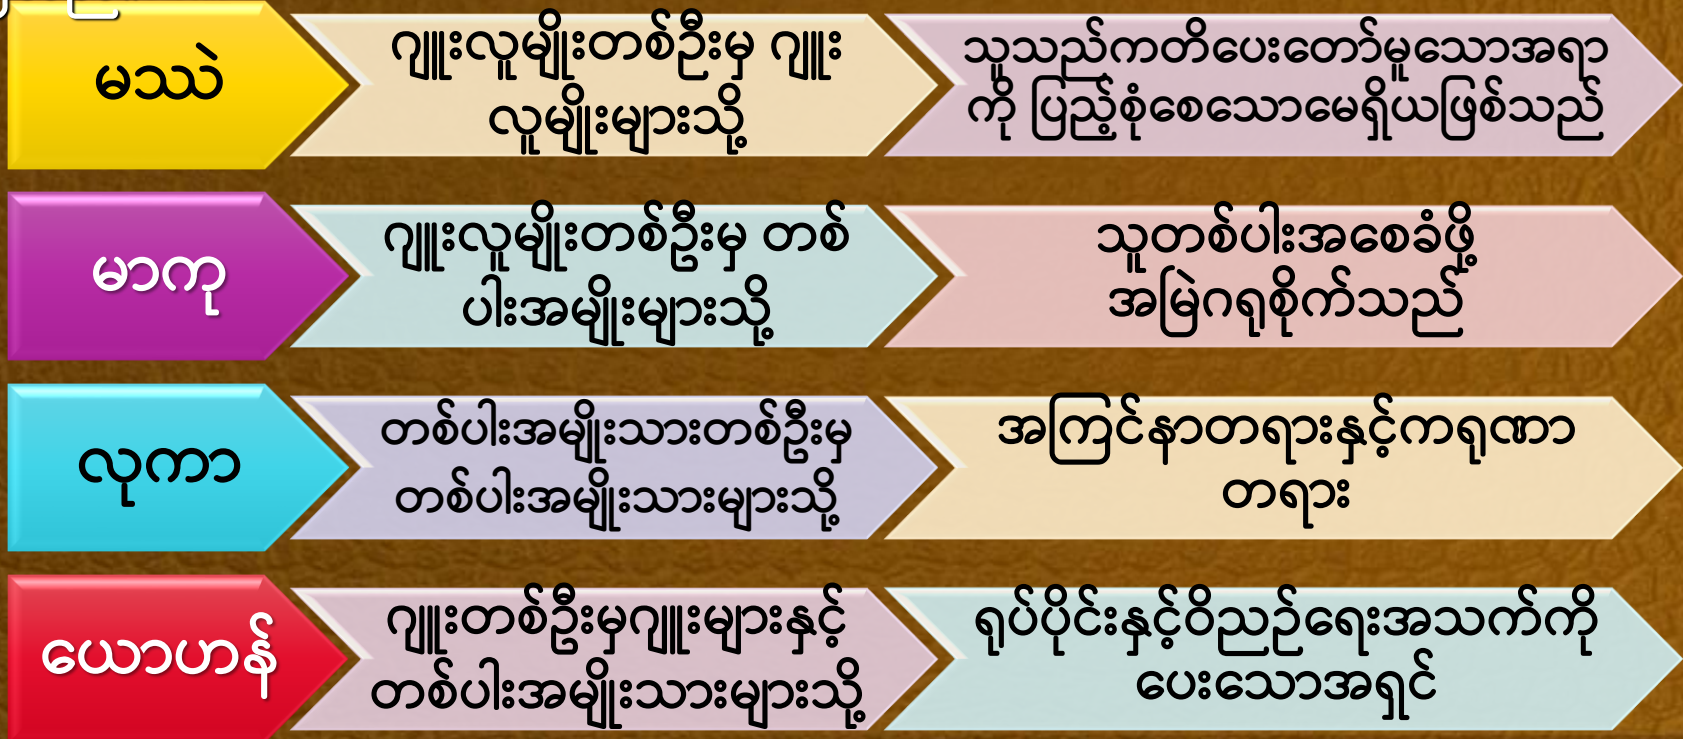 မဿဲ
ဂျူးလူမျိုးတစ်ဦးမှ ဂျူး
လူမျိုးများသို့
သူသည်ကတိပေးတော်မူသောအရာ
ကို ပြည့်စုံစေသောမေရှိယဖြစ်သည်
မာကု
ဂျူးလူမျိုးတစ်ဦးမှ တစ်
ပါးအမျိုးများသို့
သူတစ်ပါးအစေခံဖို့
အမြဲဂရုစိုက်သည်
လုကာ
တစ်ပါးအမျိုးသားတစ်ဦးမှ
တစ်ပါးအမျိုးသားများသို့
အကြင်နာတရားနှင့်ကရုဏာ
တရား
ယောဟန်
ဂျူးတစ်ဦးမှဂျူးများနှင့်
တစ်ပါးအမျိုးသားများသို့
ရုပ်ပိုင်းနှင့်ဝိညဉ်ရေးအသက်ကို
ပေးသောအရှင်